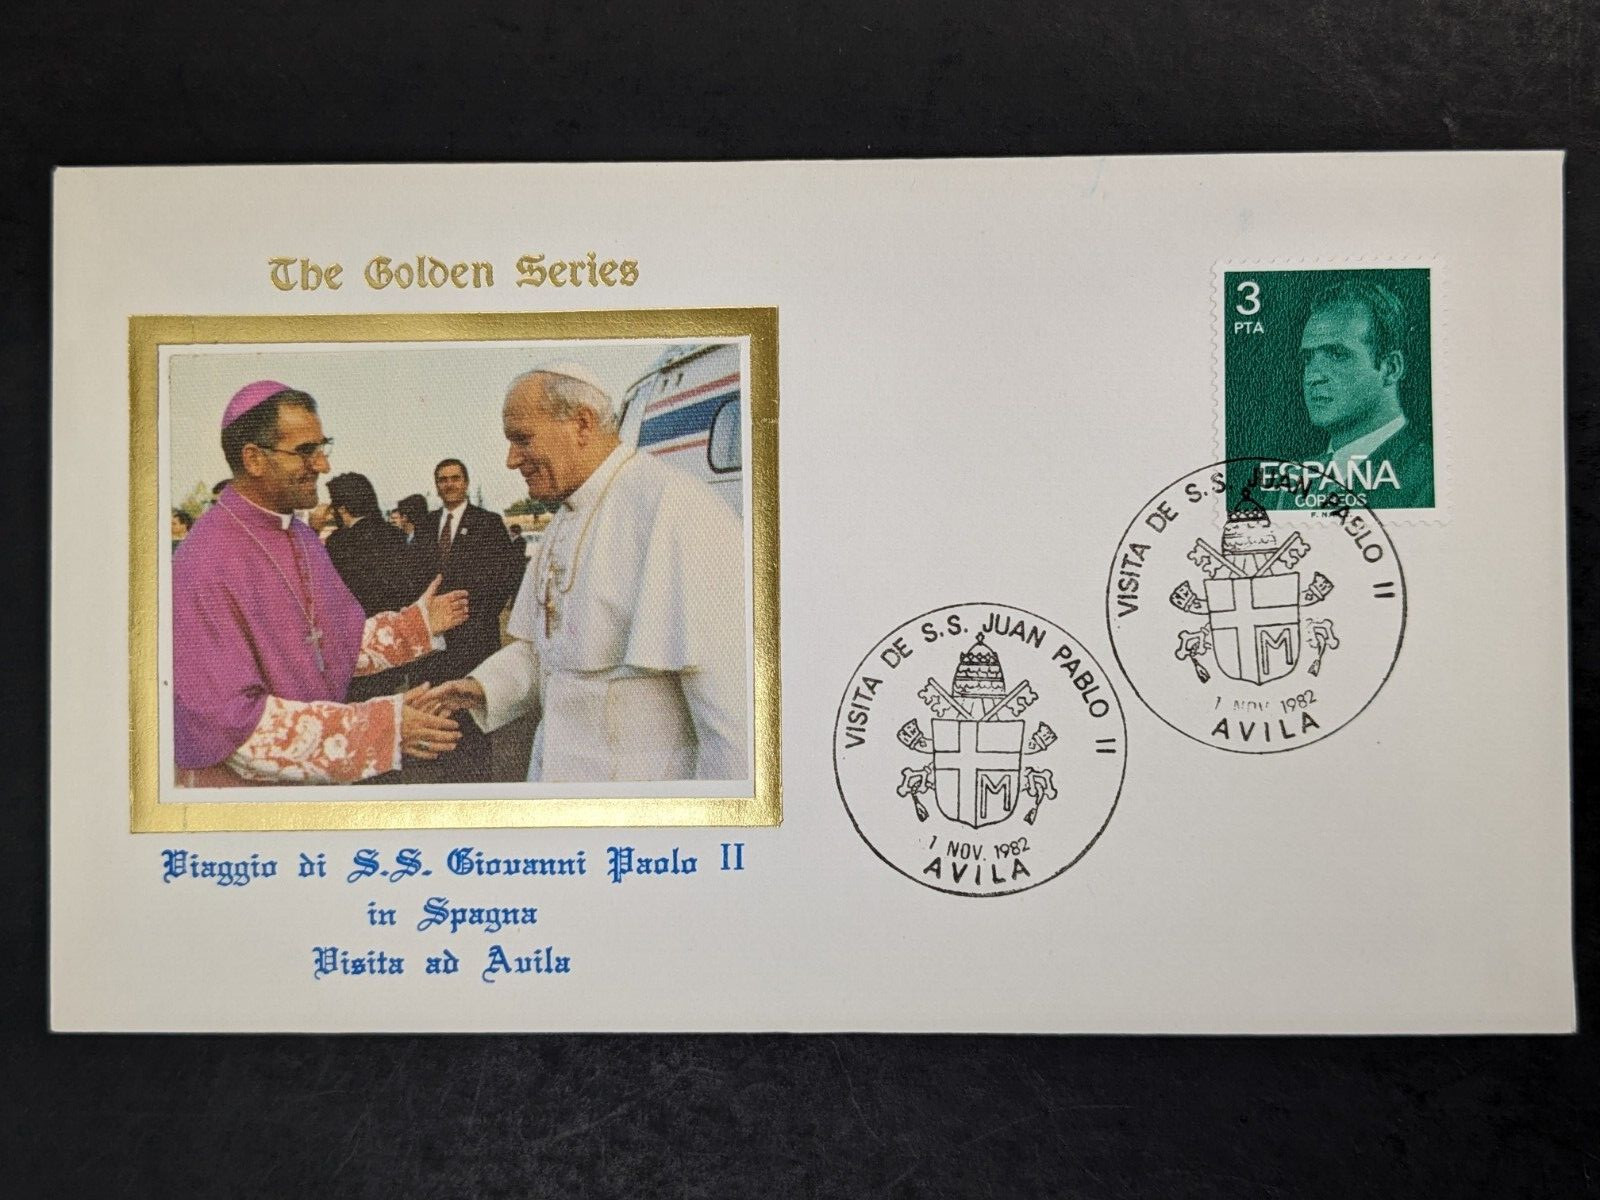 The Golden Series
3
PTA
ESPAÑA
CORREOS
VISITA DE S.S. JUAN PABLO II
M
1 NOV. 1982
AVILA
VISITA DE S.S. JUAN PABLO II
M
1 NOV. 1982
AVILA
Viaggio di S.S. Giovanni Paolo II
in Spagna
Visita ad Avila